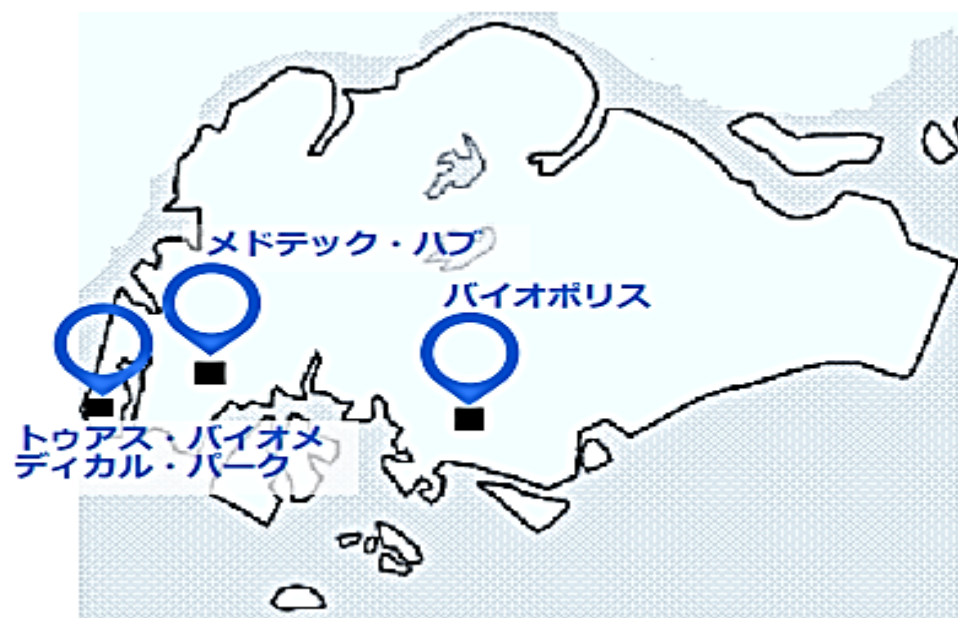 メドテック・ハブ
バイオポリス
トゥアス・バイオメ
ディカル・パーク